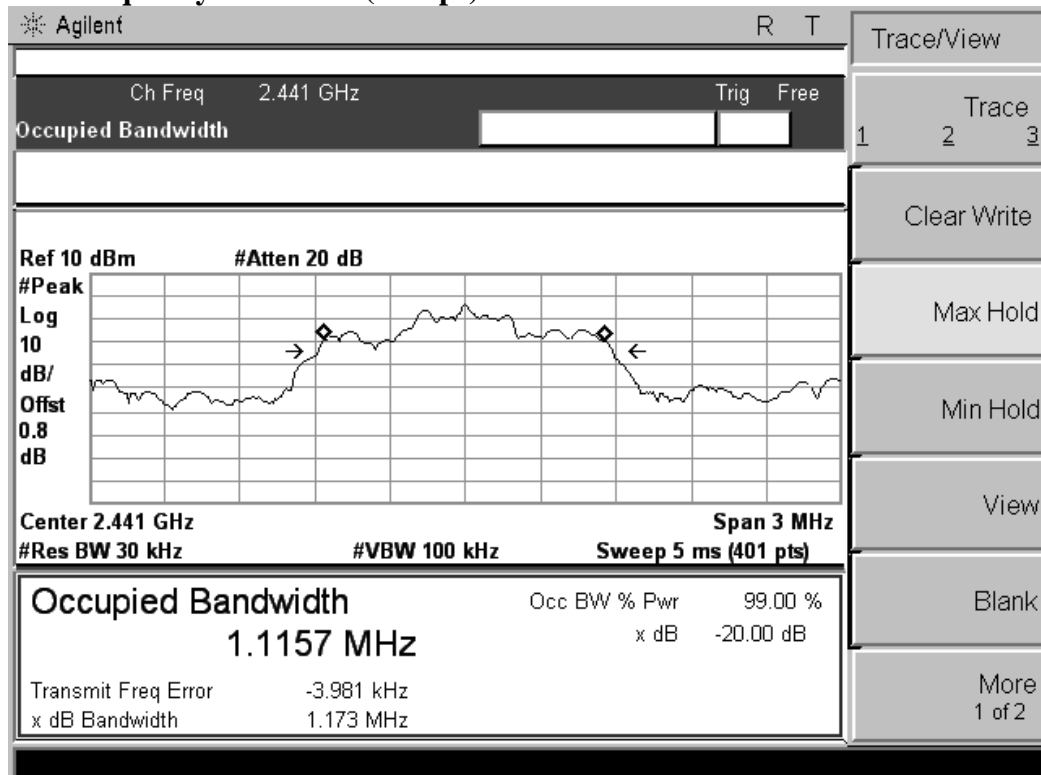 Agilent R T
Trace/View
Ch Freq 2.441 GHz Trig Free
Occupied Bandwidth
Trace
1 2 3
Clear Write
Max Hold
Min Hold
View
Blank
More
1 of 2
Ref 10 dBm #Atten 20 dB
#Peak
Log
10
dB/
Offst
0.8
dB
Center 2.441 GHz Span 3 MHz
#Res BW 30 kHz #VBW 100 kHz Sweep 5 ms (401 pts)
Occupied Bandwidth Occ BW % Pwr 99.00 %
1.1157 MHz x dB -20.00 dB
Transmit Freq Error -3.981 kHz
x dB Bandwidth 1.173 MHz